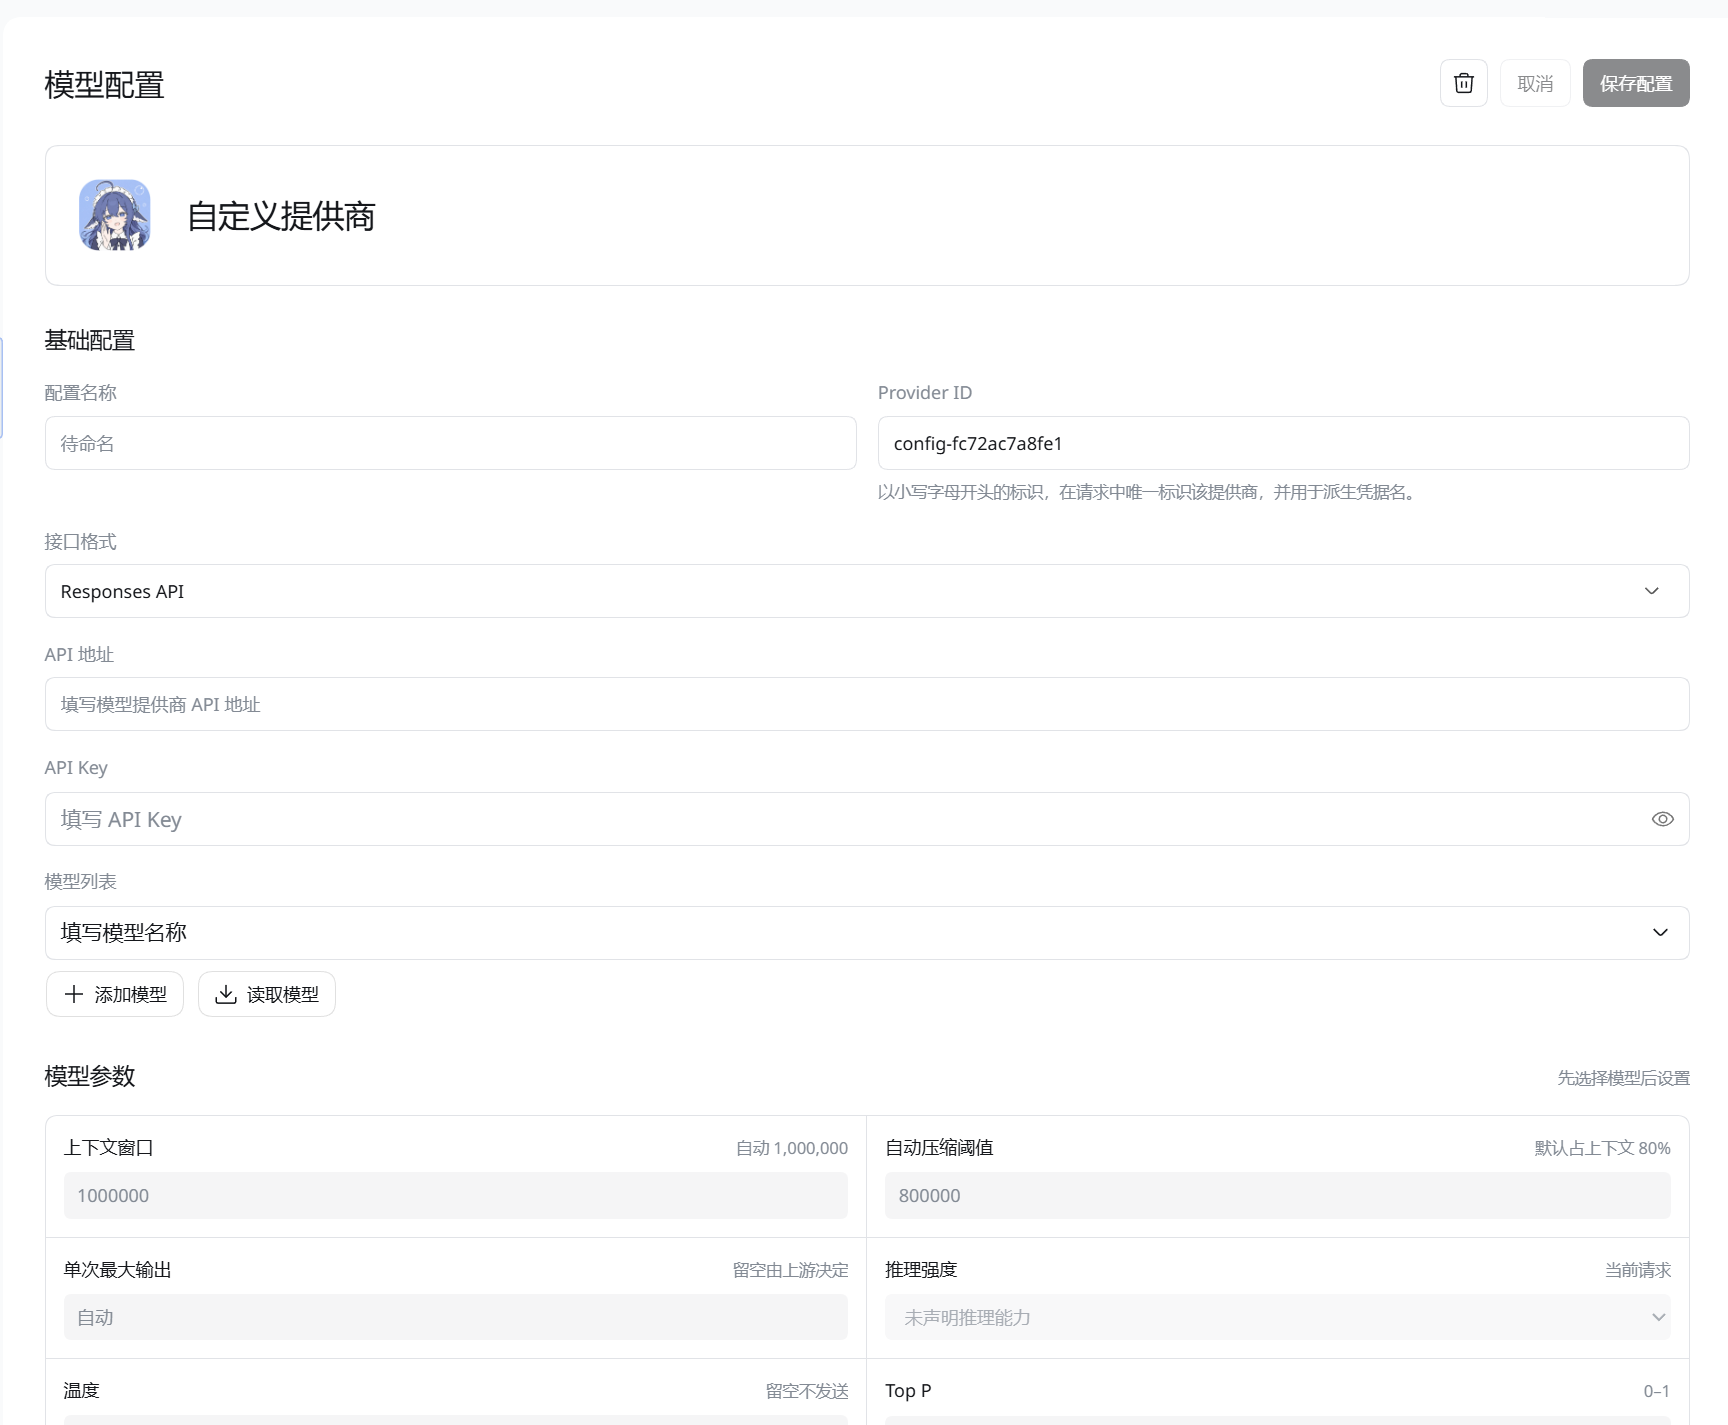 模型配置
取消
保存配置
自定义提供商
基础配置
配置名称
Provider ID
待命名
config-fc72ac7a8fe1
以小写字母开头的标识，在请求中唯一标识该提供商，并用于派生凭据名。
接口格式
Responses API
API 地址
填写模型提供商 API 地址
API Key
填写 API Key
模型列表
填写模型名称
添加模型
读取模型
模型参数
先选择模型后设置
上下文窗口
自动 1,000,000
自动压缩阈值
默认占上下文 80%
1000000
800000
单次最大输出
留空由上游决定
推理强度
当前请求
自动
未声明推理能力
温度
留空不发送
Top P
0–1